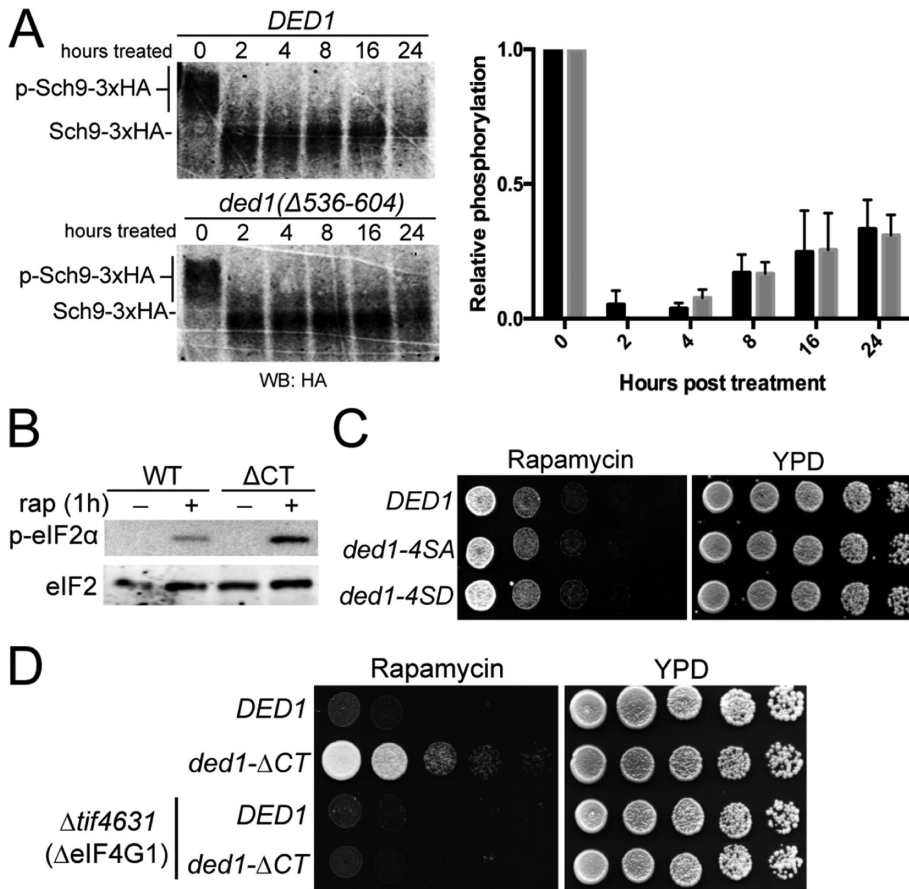 A
DED1
hours treated 0 2 4 8 16 24
p-Sch9-3xHA
Sch9-3xHA-
ded1(Δ536-604)
hours treated 0 2 4 8 16 24
p-Sch9-3xHA
Sch9-3xHA-
WB: HA
Relative phosphorylation
1.0
0.5
0.0
0 2 4 8 16 24
Hours post treatment
B
WT ΔCT
rap (1h) – + – +
p-eIF2α
eIF2
C
Rapamycin YPD
DED1
ded1-4SA
ded1-4SD
D
Rapamycin YPD
DED1
ded1-ΔCT
Δtif4631
(ΔeIF4G1)
DED1
ded1-ΔCT